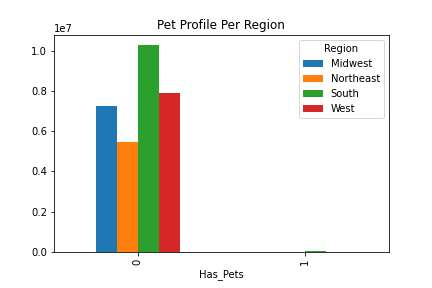 Pet Profile Per Region
1e7
Region
Midwest
Northeast
South
West
1.0
0.8
0.6
0.4
0.2
0.0
0
1
Has_Pets